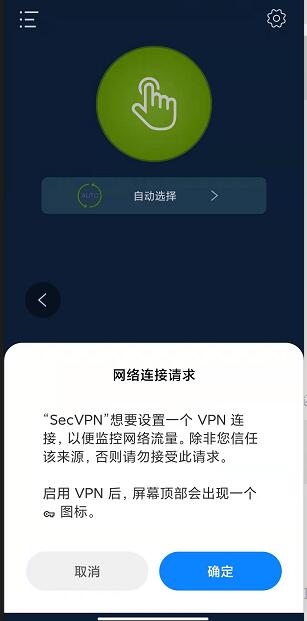 AUTO
自动选择
网络连接请求
“SecVPN”想要设置一个 VPN 连
接，以便监控网络流量。除非您信任
该来源，否则请勿接受此请求。
启用 VPN 后，屏幕顶部会出现一个
图标。
取消
确定